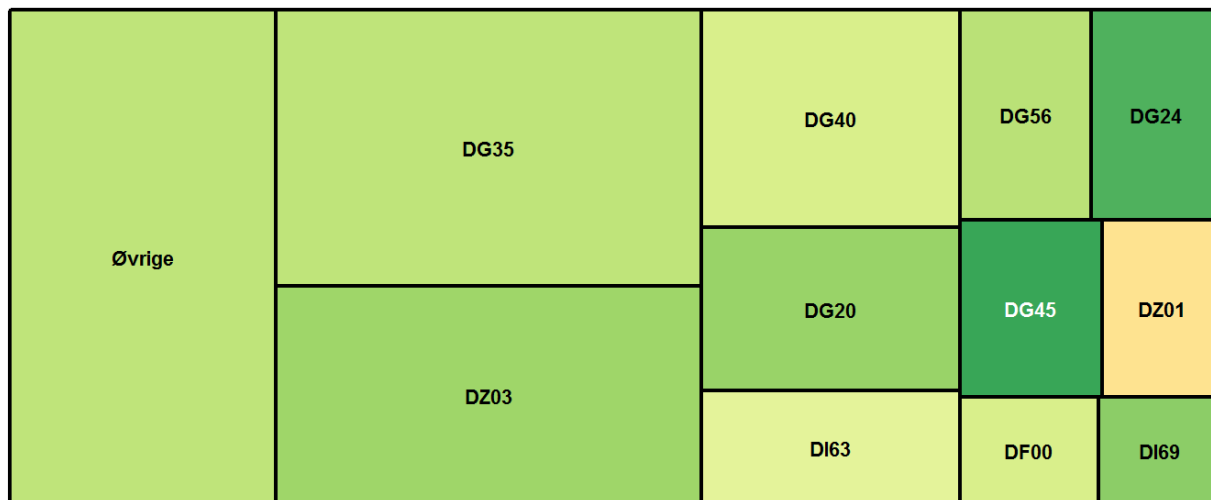 Øvrige
DG35
DZ03
DG40
DG20
DI63
DG56
DG24
DG45
DZ01
DF00
DI69